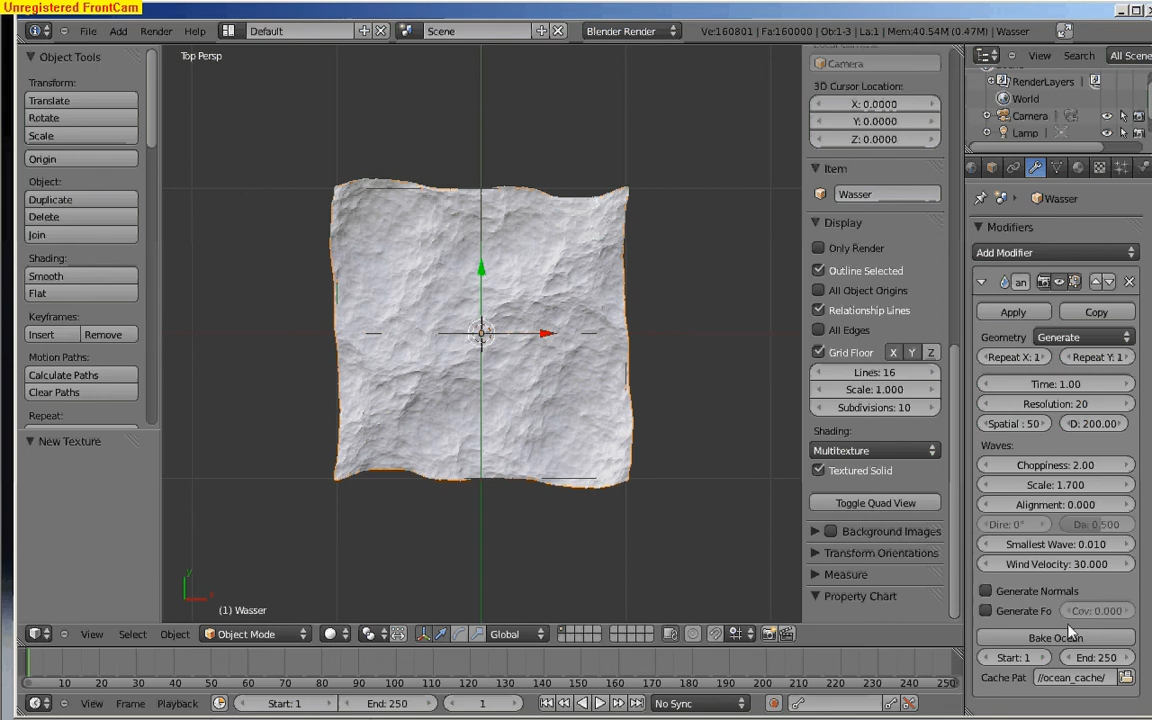 Unregistered FrontCam
File Add Render Help Default Scene Blender Render Ve:160801 | Fa:160000 | Ob:1-3 | La:1 | Mem:40.54M (0.47M) | Wasser
Object Tools
Transform:
Translate
Rotate
Scale
Origin
Object:
Duplicate
Delete
Join
Shading:
Smooth
Flat
Keyframes:
Insert Remove
Motion Paths:
Calculate Paths
Clear Paths
Repeat:
New Texture
Top Persp
y
(1) Wasser
Camera
3D Cursor Location:
X: 0.0000
Y: 0.0000
Z: 0.0000
Item
Wasser
Display
Only Render
Outline Selected
All Object Origins
Relationship Lines
All Edges
Grid Floor X Y Z
Lines: 16
Scale: 1.000
Subdivisions: 10
Shading:
Multitexture
Textured Solid
Toggle Quad View
Background Images
Transform Orientations
Measure
Property Chart
View Search All Scene
RenderLayers
World
Camera
Lamp
Wasser
Modifiers
Add Modifier
an
Apply Copy
Geometry Generate
Repeat X: 1 Repeat Y: 1
Time: 1.00
Resolution: 20
Spatial : 50 D: 200.00
Waves:
Choppiness: 2.00
Scale: 1.700
Alignment: 0.000
Dire: 0° Da: 0.500
Smallest Wave: 0.010
Wind Velocity: 30.000
Generate Normals
Generate Fo Cov: 0.000
Bake Ocean
Start: 1 End: 250
Cache Pat //ocean_cache/
View Select Object Object Mode Global
0 10 20 30 40 50 60 70 80 90 100 110 120 130 140 150 160 170 180 190 200 210 220 230 240 250
View Frame Playback Start: 1 End: 250 1 No Sync